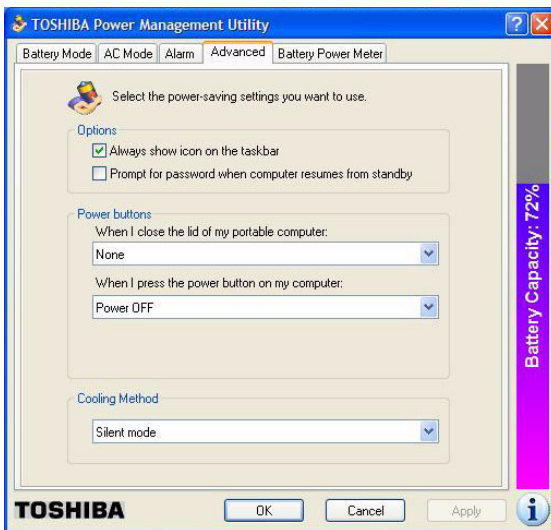 TOSHIBA Power Management Utility
Battery Mode AC Mode Alarm Advanced Battery Power Meter
Select the power-saving settings you want to use.
Options
Always show icon on the taskbar
Prompt for password when computer resumes from standby
Power buttons
When I close the lid of my portable computer:
None
When I press the power button on my computer:
Power OFF
Cooling Method
Silent mode
Battery Capacity: 72%
TOSHIBA OK Cancel Apply